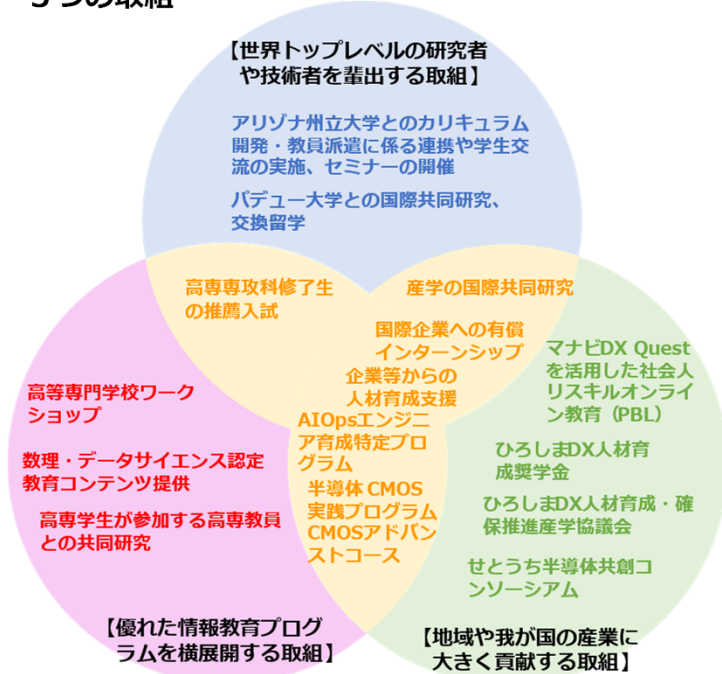 ３つの取組
【世界トップレベルの研究者
や技術者を輩出する取組】
アリゾナ州立大学とのカリキュラム
開発・教員派遣に係る連携や学生交
流の実施、セミナーの開催
パデュー大学との国際共同研究、
交換留学
高専専攻科修了生
の推薦入試
産学の国際共同研究
国際企業への有償
インターンシップ
企業等からの
人材育成支援
マナビDX Quest
を活用した社会人
リスキルオンライ
ン教育（PBL）
高等専門学校ワーク
ショップ
AIOpsエンジニ
ア育成特定プロ
グラム
ひろしまDX人材育
成奨学金
数理・データサイエンス認定
教育コンテンツ提供
半導体 CMOS
実践プログラム
CMOSアドバン
ストコース
ひろしまDX人材育成・確
保推進産学協議会
高専学生が参加する高専教員
との共同研究
せとうち半導体共創コ
ンソーシアム
【優れた情報教育プログ
ラムを横展開する取組】
【地域や我が国の産業に
大きく貢献する取組】